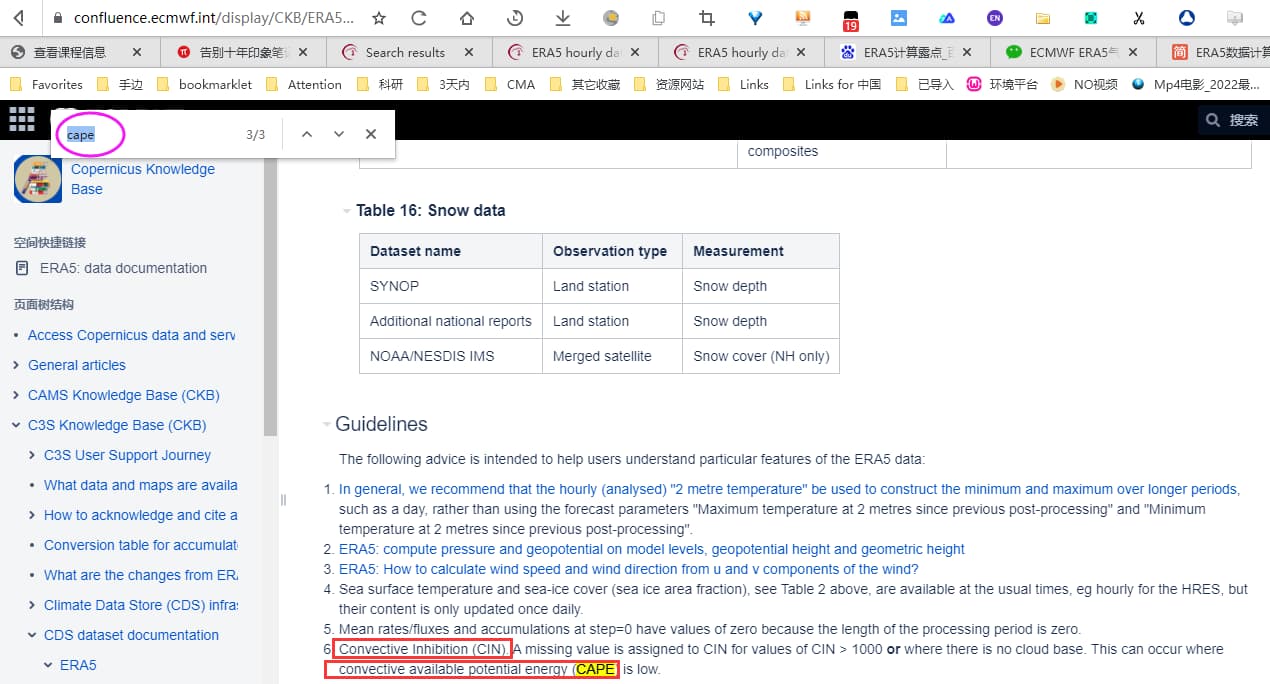 confluence.ecmwf.int/display/CKB/ERA5...
19
EN
查看课程信息
告别十年印象笔
Search results
ERA5 hourly da
ERA5 hourly da
ERA5计算露点_
ECMWF ERA5气
简
ERA5数据计算
Favorites
手边
bookmarklet
Attention
科研
3天内
CMA
其它收藏
资源网站
Links
Links for 中国
已导入
环境平台
NO视频
Mp4电影_2022最...
cape
3/3
搜索
Copernicus Knowledge
Base
空间快捷链接
ERA5: data documentation
页面树结构
Access Copernicus data and serv
General articles
CAMS Knowledge Base (CKB)
C3S Knowledge Base (CKB)
C3S User Support Journey
What data and maps are availa
How to acknowledge and cite a
Conversion table for accumulat
What are the changes from ER
Climate Data Store (CDS) infras
CDS dataset documentation
ERA5
composites
Table 16: Snow data
Dataset name Observation type Measurement
SYNOP Land station Snow depth
Additional national reports Land station Snow depth
NOAA/NESDIS IMS Merged satellite Snow cover (NH only)
Guidelines
The following advice is intended to help users understand particular features of the ERA5 data:
1. In general, we recommend that the hourly (analysed) "2 metre temperature" be used to construct the minimum and maximum over longer periods,
such as a day, rather than using the forecast parameters "Maximum temperature at 2 metres since previous post-processing" and "Minimum
temperature at 2 metres since previous post-processing".
2. ERA5: compute pressure and geopotential on model levels, geopotential height and geometric height
3. ERA5: How to calculate wind speed and wind direction from u and v components of the wind?
4. Sea surface temperature and sea-ice cover (sea ice area fraction), see Table 2 above, are available at the usual times, eg hourly for the HRES, but
their content is only updated once daily.
5. Mean rates/fluxes and accumulations at step=0 have values of zero because the length of the processing period is zero.
6. Convective Inhibition (CIN). A missing value is assigned to CIN for values of CIN > 1000 or where there is no cloud base. This can occur where
convective available potential energy (CAPE) is low.